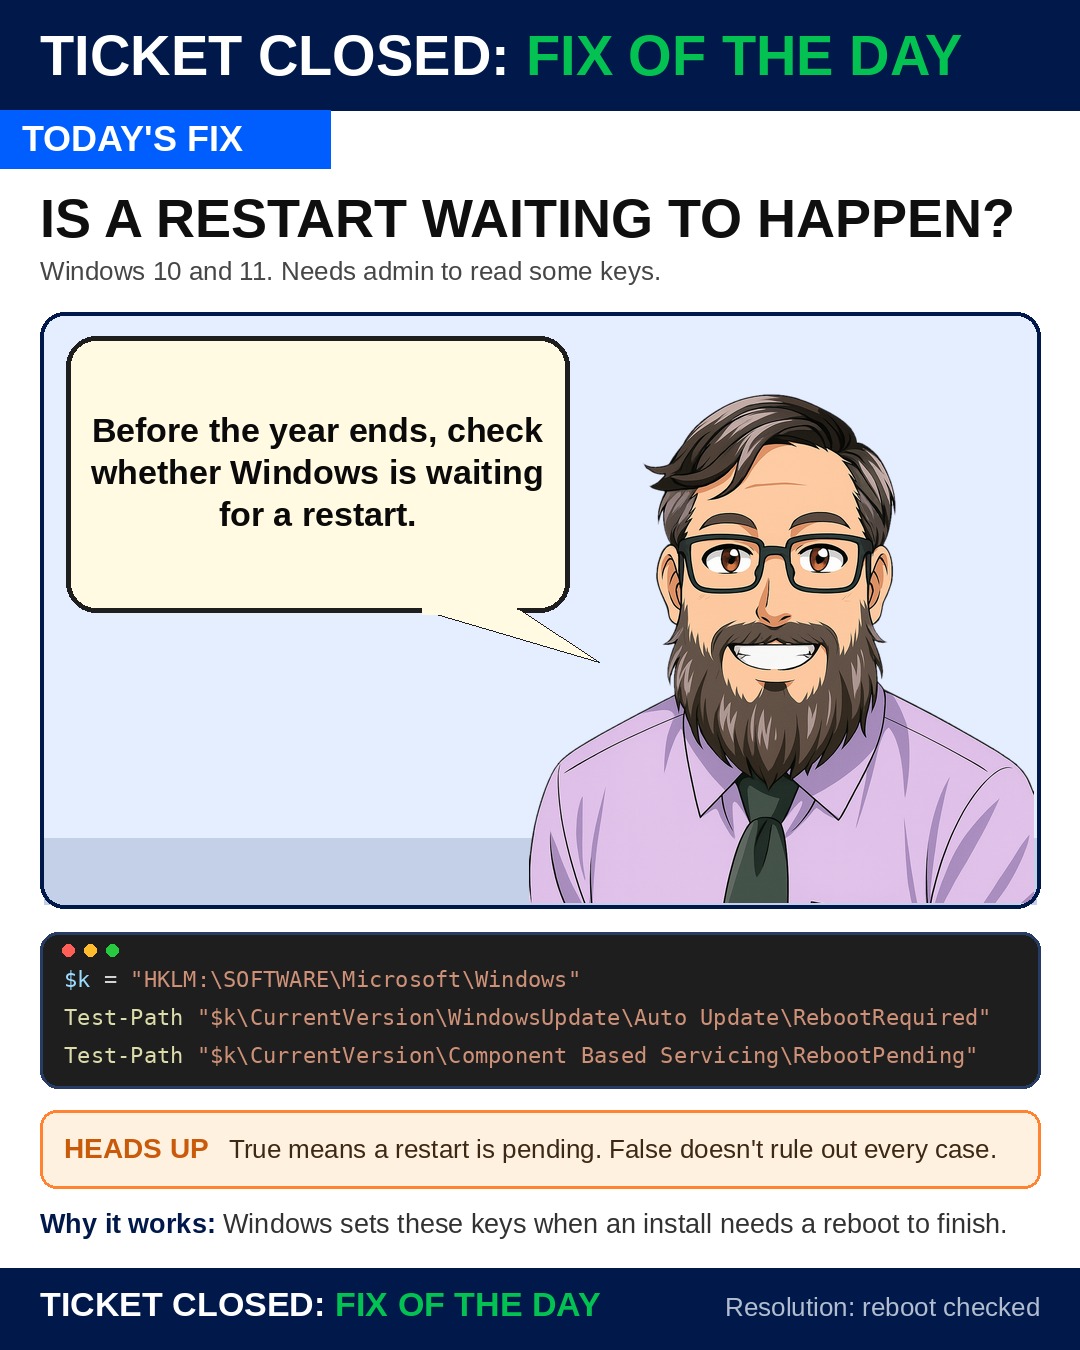 TICKET CLOSED: FIX OF THE DAY
TODAY'S FIX
IS A RESTART WAITING TO HAPPEN?
Windows 10 and 11. Needs admin to read some keys.
Before the year ends, check
whether Windows is waiting
for a restart.
$k = "HKLM:\SOFTWARE\Microsoft\Windows"
Test-Path "$k\CurrentVersion\WindowsUpdate\Auto Update\RebootRequired"
Test-Path "$k\CurrentVersion\Component Based Servicing\RebootPending"
HEADS UP True means a restart is pending. False doesn't rule out every case.
Why it works: Windows sets these keys when an install needs a reboot to finish.
TICKET CLOSED: FIX OF THE DAY
Resolution: reboot checked